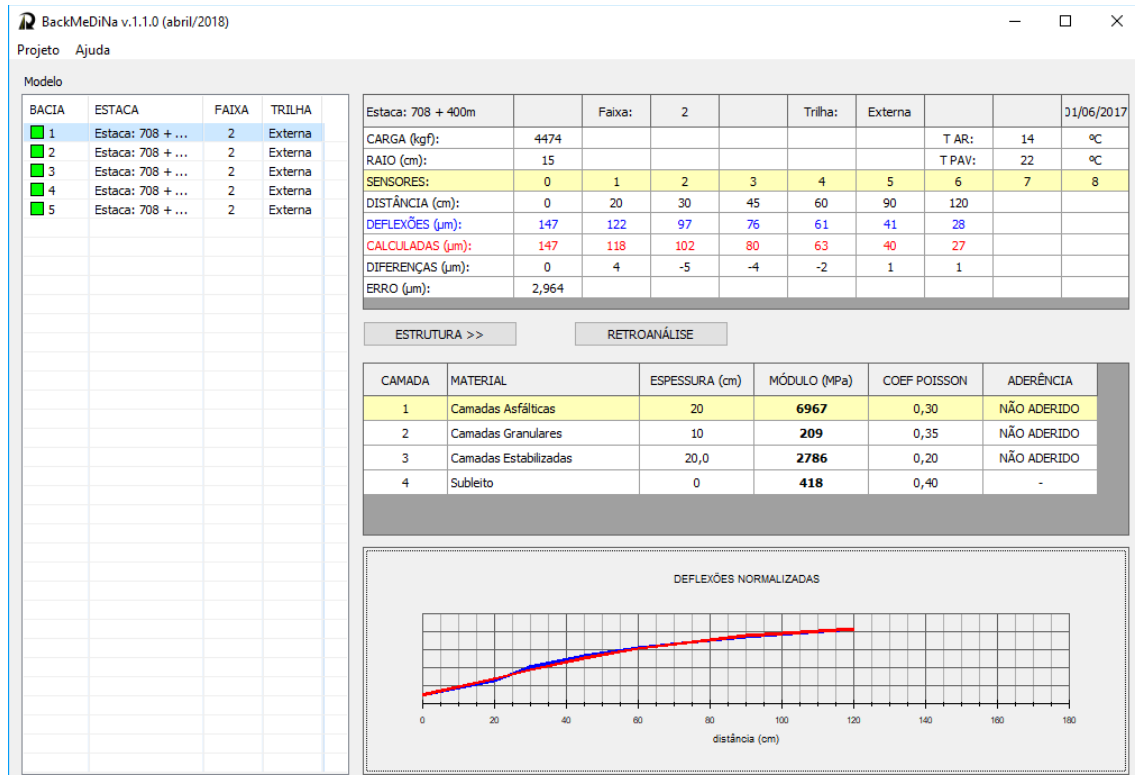 BackMeDiNa v.1.1.0 (abril/2018)
Projeto Ajuda
Modelo
BACIA ESTACA FAIXA TRILHA
1 Estaca: 708 + ... 2 Externa
2 Estaca: 708 + ... 2 Externa
3 Estaca: 708 + ... 2 Externa
4 Estaca: 708 + ... 2 Externa
5 Estaca: 708 + ... 2 Externa
Estaca: 708 + 400m Faixa: 2 Trilha: Externa 01/06/2017
CARGA (kgf): 4474 T AR: 14 ºC
RAIO (cm): 15 T PAV: 22 ºC
SENSORES: 0 1 2 3 4 5 6 7 8
DISTÂNCIA (cm): 0 20 30 45 60 90 120
DEFLEXÕES (µm): 147 122 97 76 61 41 28
CALCULADAS (µm): 147 118 102 80 63 40 27
DIFERENÇAS (µm): 0 4 -5 -4 -2 1 1
ERRO (µm): 2,964
ESTRUTURA >> RETROANÁLISE
CAMADA MATERIAL ESPESSURA (cm) MÓDULO (MPa) COEF POISSON ADERÊNCIA
1 Camadas Asfálticas 20 6967 0,30 NÃO ADERIDO
2 Camadas Granulares 10 209 0,35 NÃO ADERIDO
3 Camadas Estabilizadas 20,0 2786 0,20 NÃO ADERIDO
4 Subleito 0 418 0,40 -
DEFLEXÕES NORMALIZADAS
0 20 40 60 80 100 120 140 160 180
distância (cm)